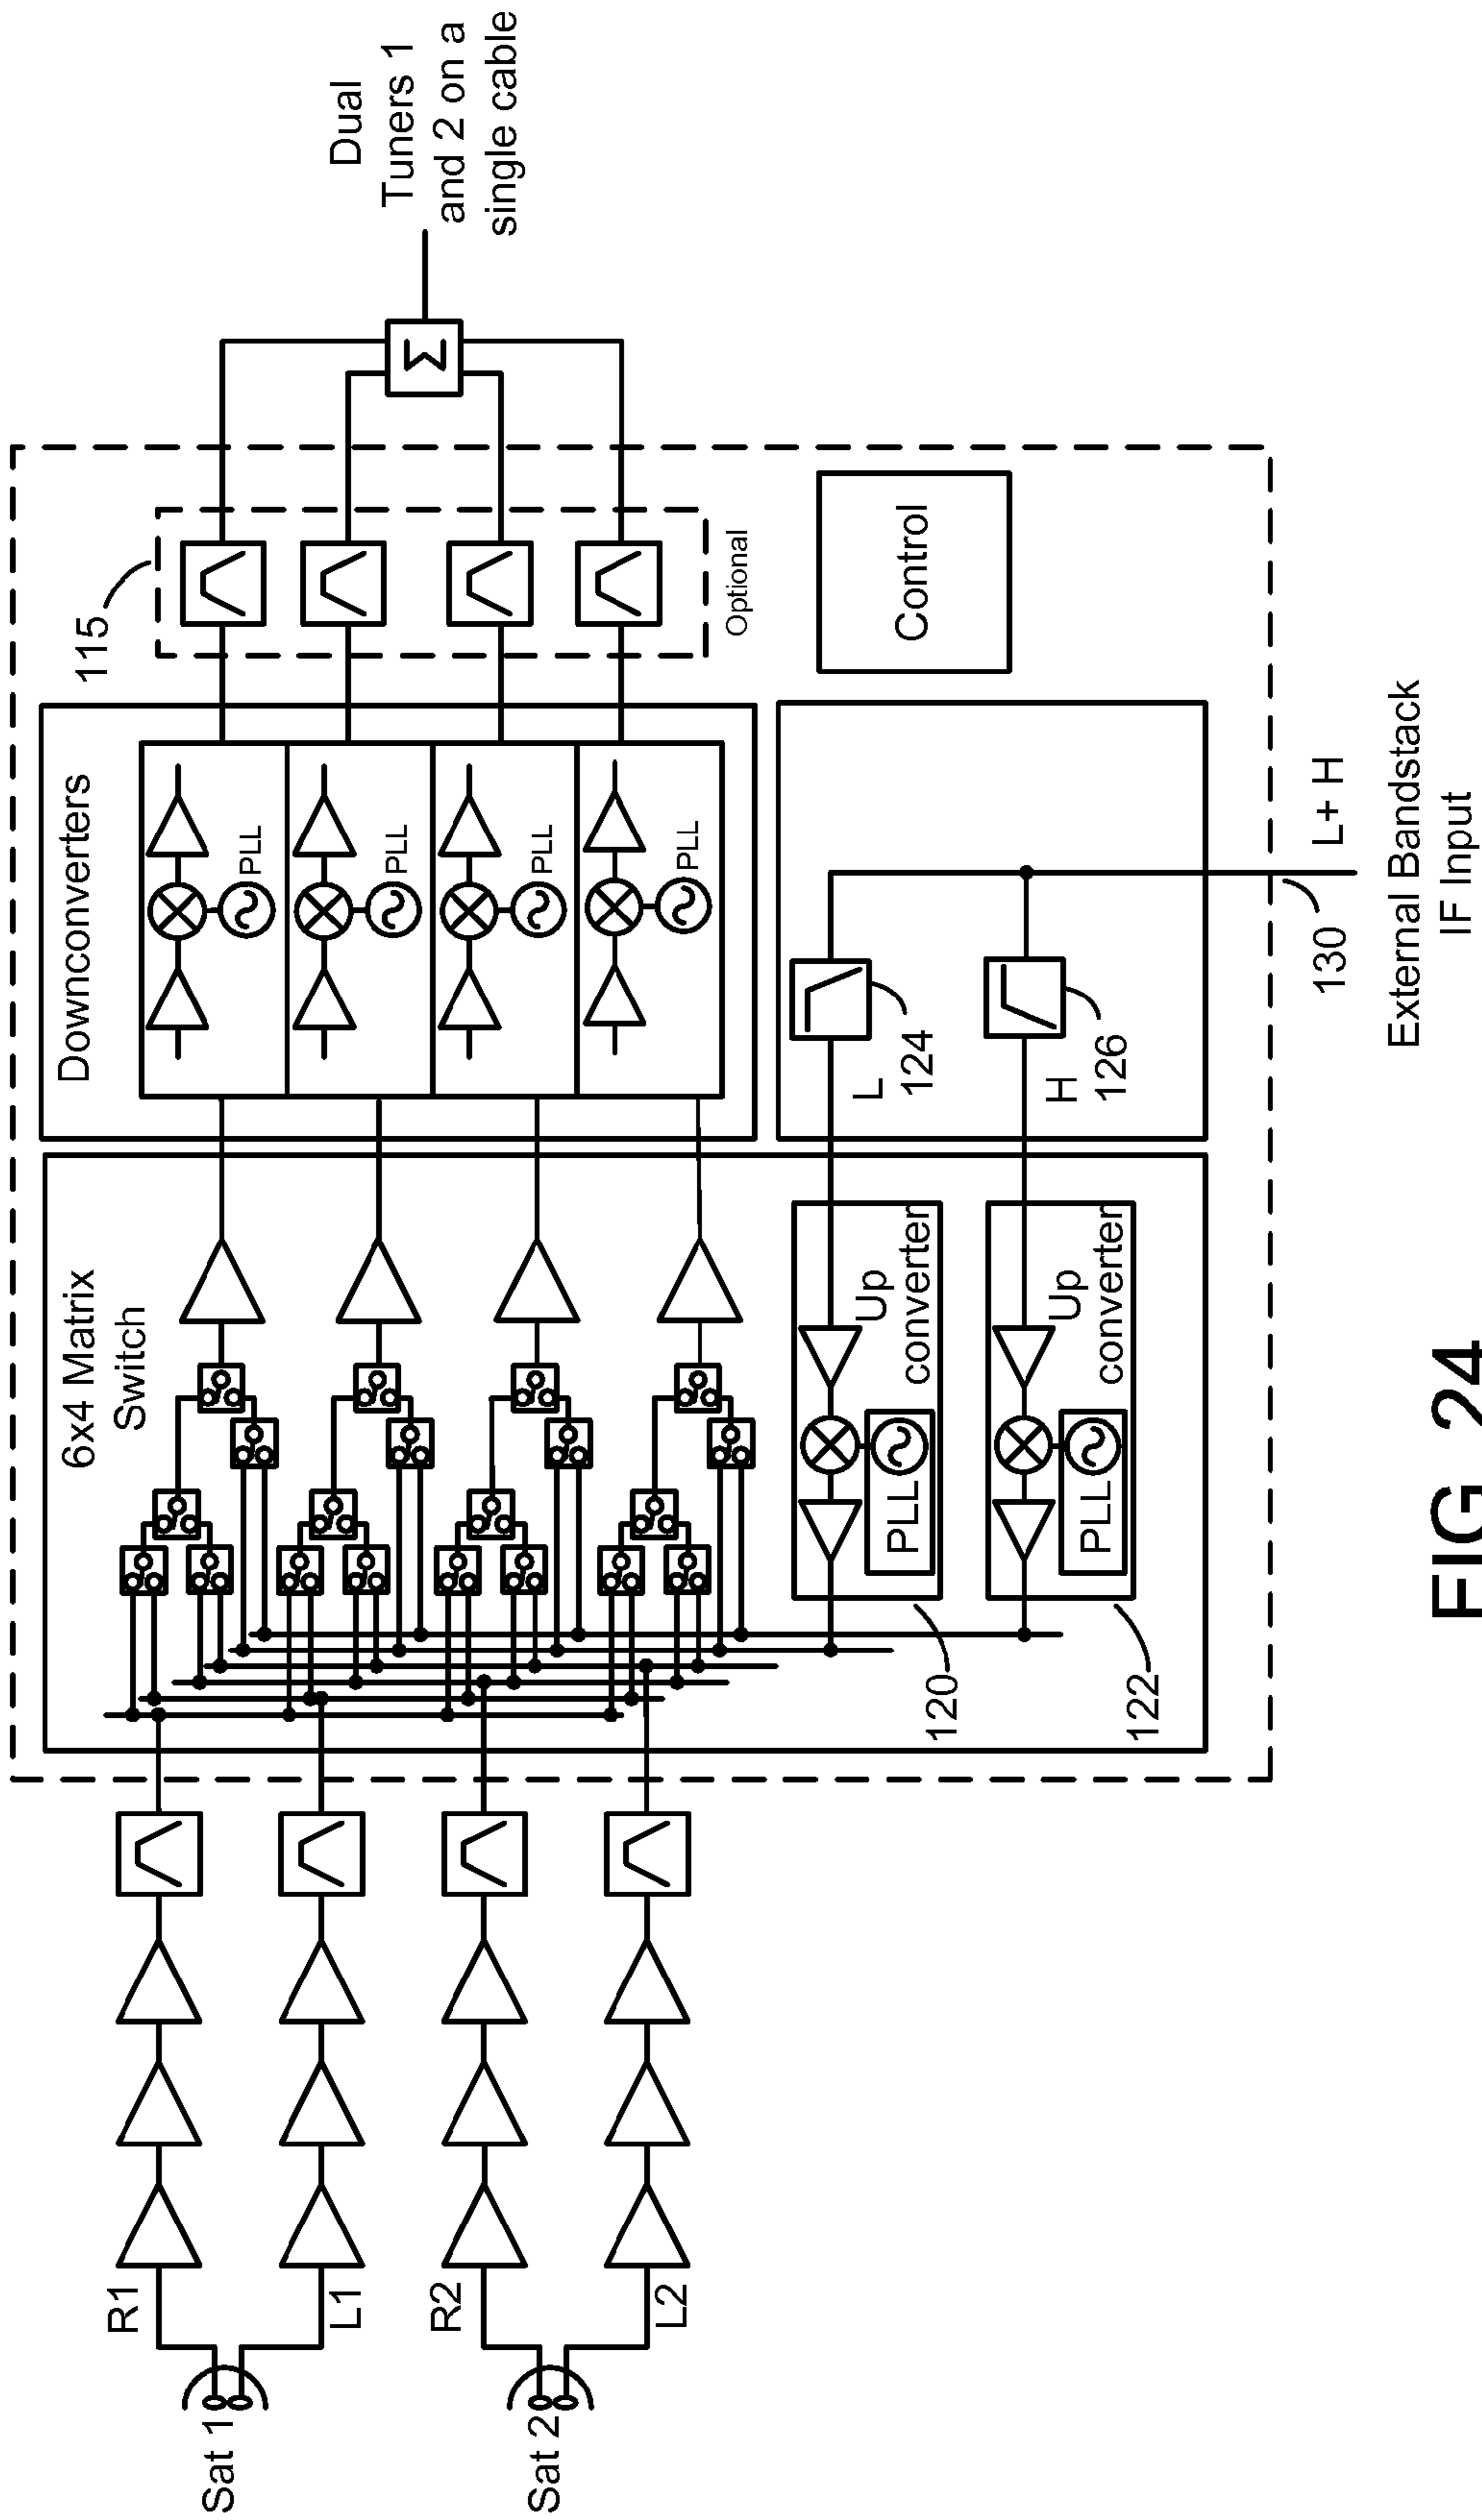 Sat 1
Sat 2
R1
L1
R2
L2
6x4 Matrix
Switch
Up
converter
PLL
120
Up
converter
PLL
122
Downconverters
PLL
PLL
PLL
PLL
L
124
H
126
115
Optional
Control
130
L+ H
External Bandstack
IF Input
Σ
Dual
Tuners 1
and 2 on a
single cable
FIG 24